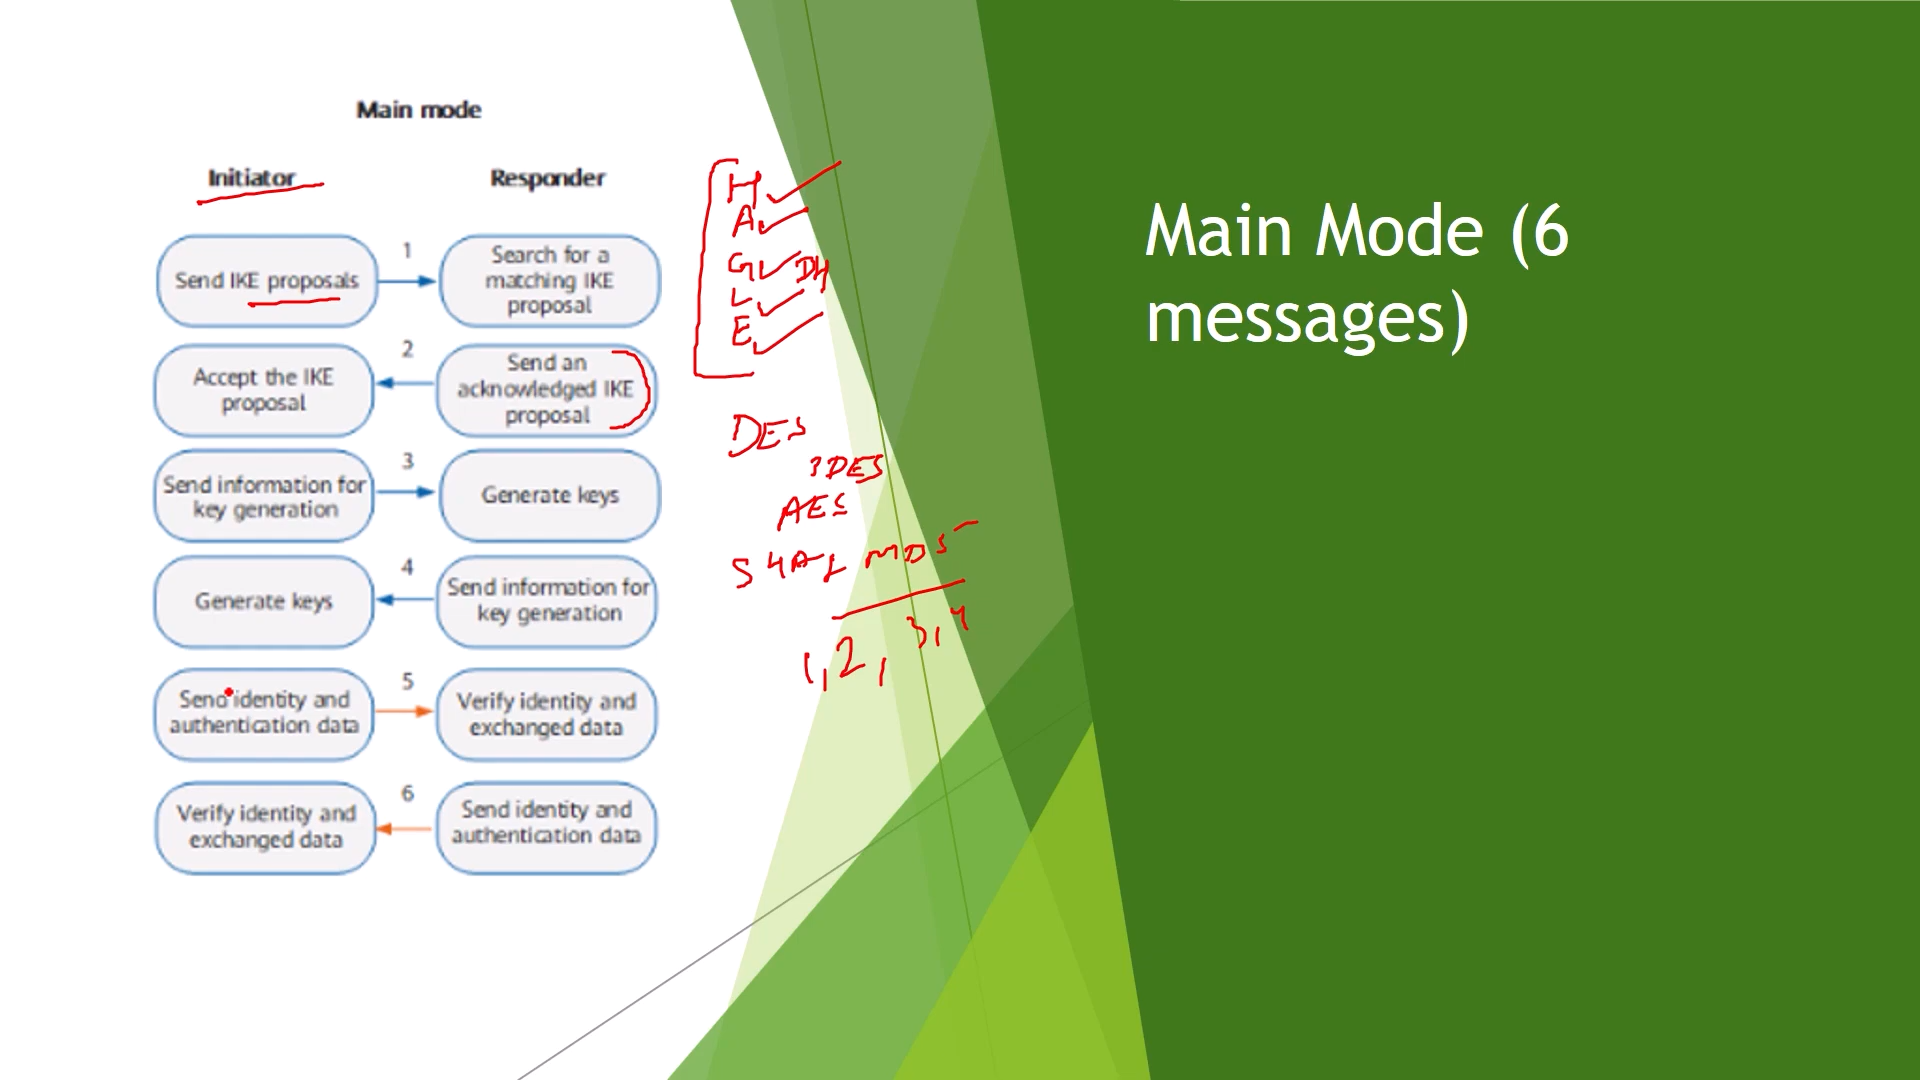 Main mode
Initiator
Responder
Send IKE proposals
1
Search for a
matching IKE
proposal
Accept the IKE
proposal
2
Send an
acknowledged IKE
proposal
Send information for
key generation
3
Generate keys
Generate keys
4
Send information for
key generation
Send identity and
authentication data
5
Verify identity and
exchanged data
Verify identity and
exchanged data
6
Send identity and
authentication data
H
A
G DH
L
E
DES
3DES
AES
SHA1 MD5
1, 2, 3, 4
Main Mode (6
messages)